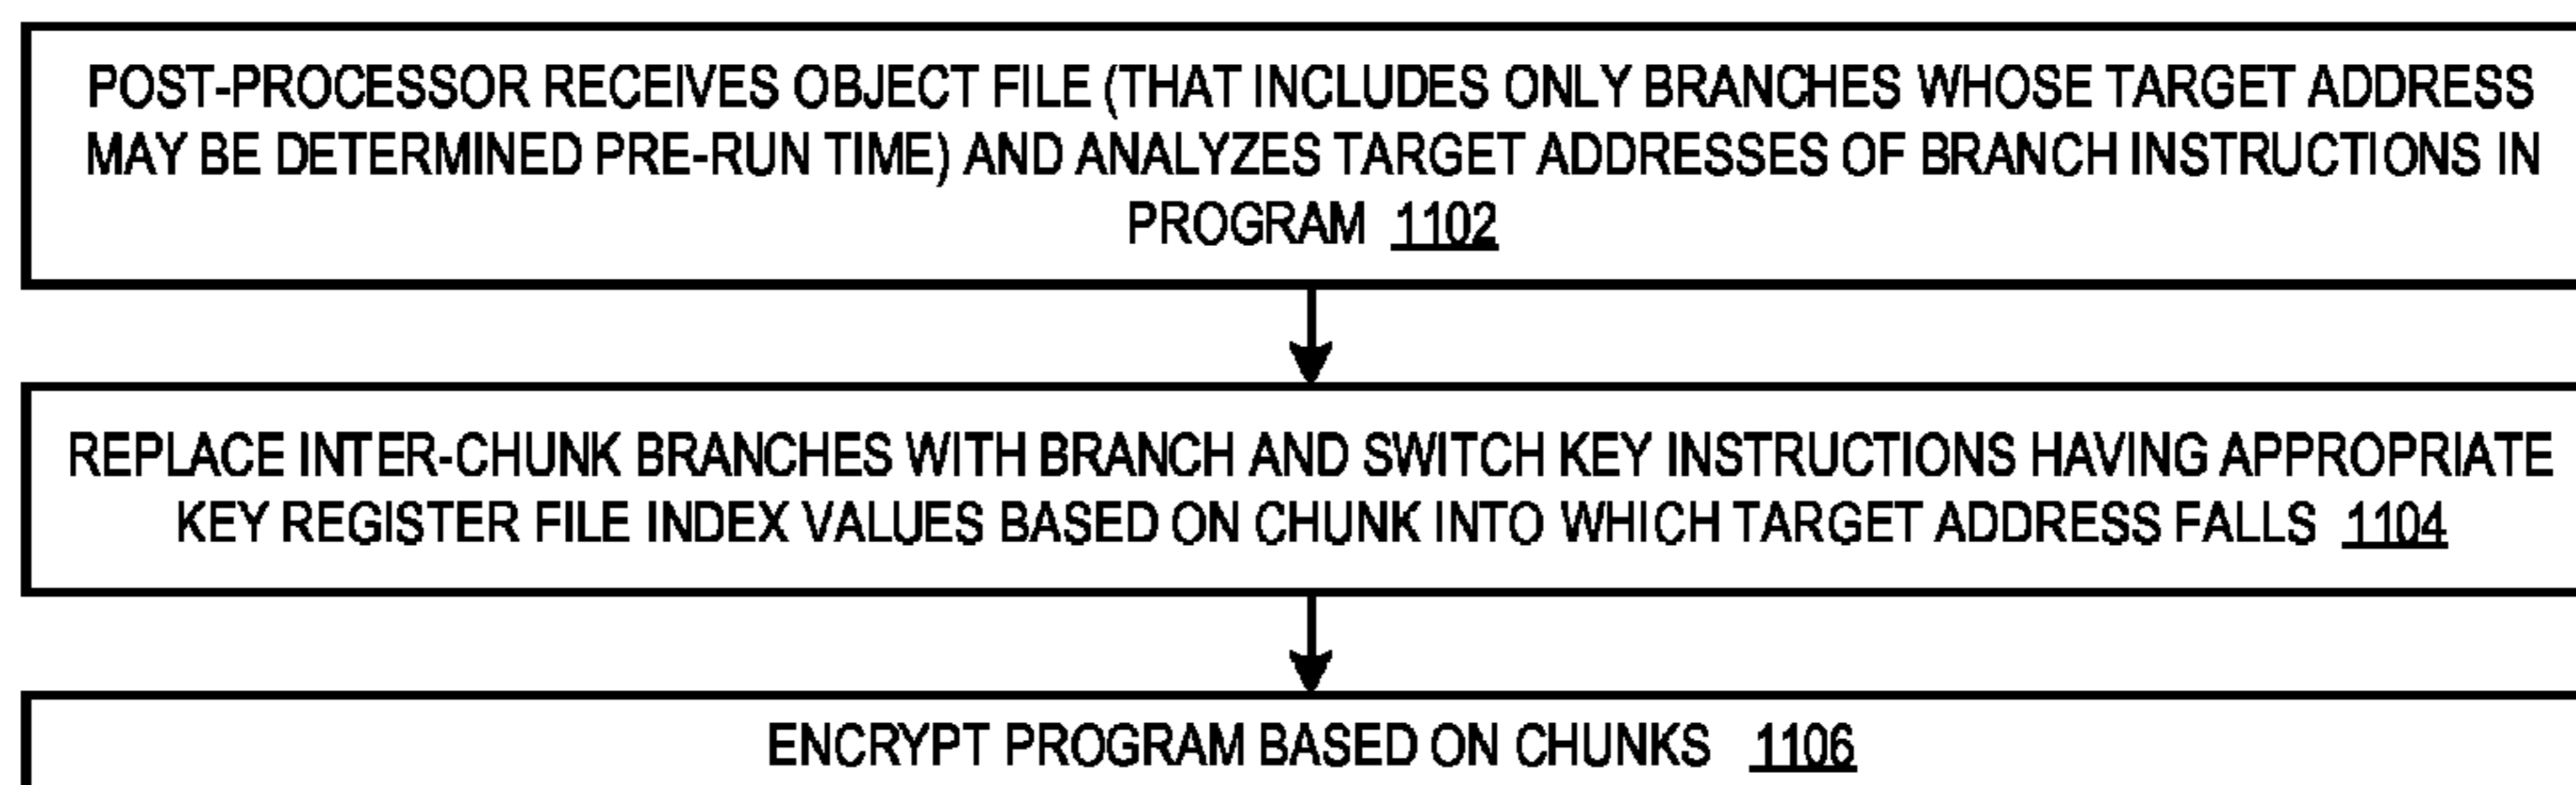 POST-PROCESSOR RECEIVES OBJECT FILE (THAT INCLUDES ONLY BRANCHES WHOSE TARGET ADDRESS
MAY BE DETERMINED PRE-RUN TIME) AND ANALYZES TARGET ADDRESSES OF BRANCH INSTRUCTIONS IN
PROGRAM 1102
REPLACE INTER-CHUNK BRANCHES WITH BRANCH AND SWITCH KEY INSTRUCTIONS HAVING APPROPRIATE
KEY REGISTER FILE INDEX VALUES BASED ON CHUNK INTO WHICH TARGET ADDRESS FALLS 1104
ENCRYPT PROGRAM BASED ON CHUNKS 1106